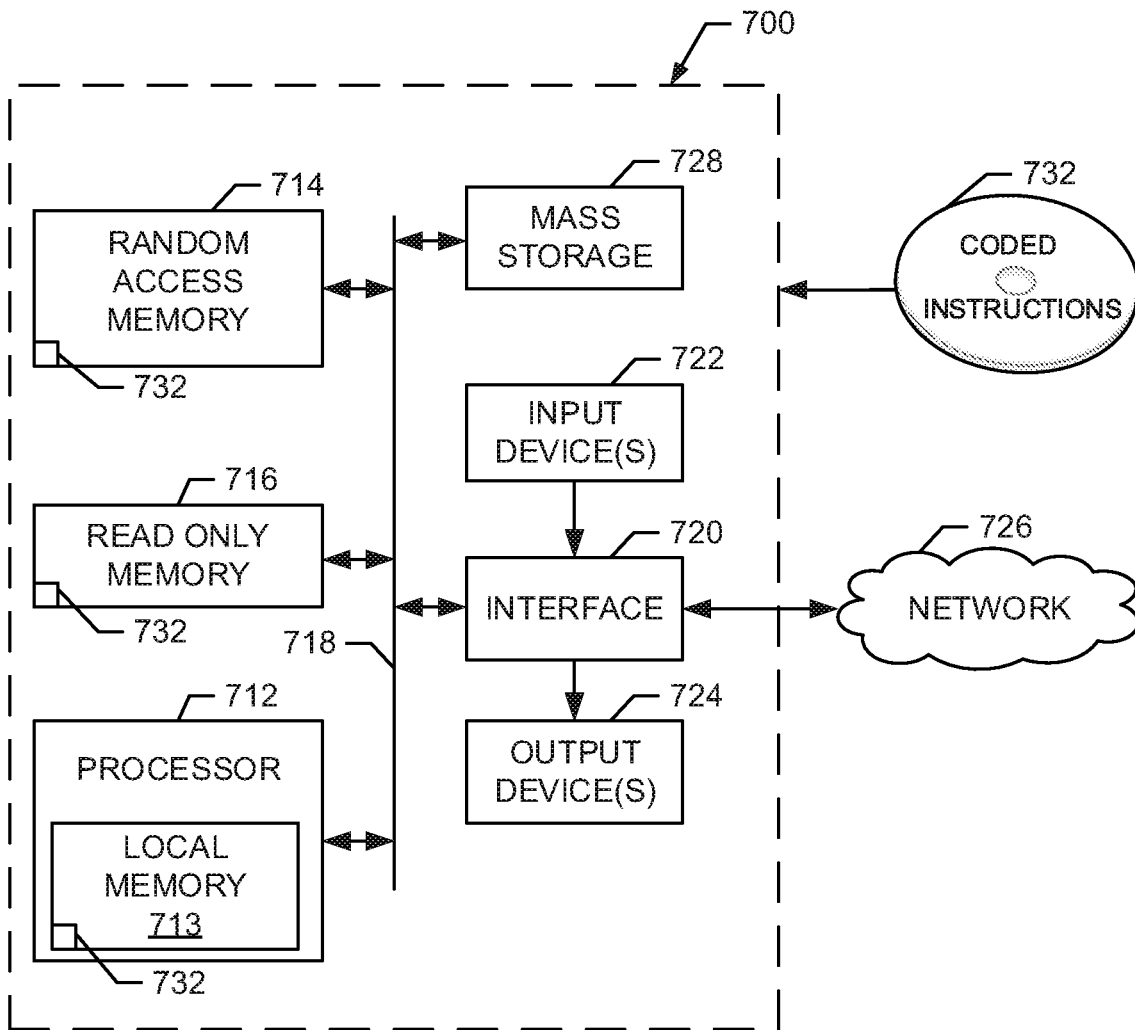 700
714
RANDOM
ACCESS
MEMORY
732
728
MASS
STORAGE
732
CODED
INSTRUCTIONS
722
INPUT
DEVICE(S)
716
READ ONLY
MEMORY
732
720
INTERFACE
726
NETWORK
718
712
PROCESSOR
LOCAL
MEMORY
713
732
724
OUTPUT
DEVICE(S)